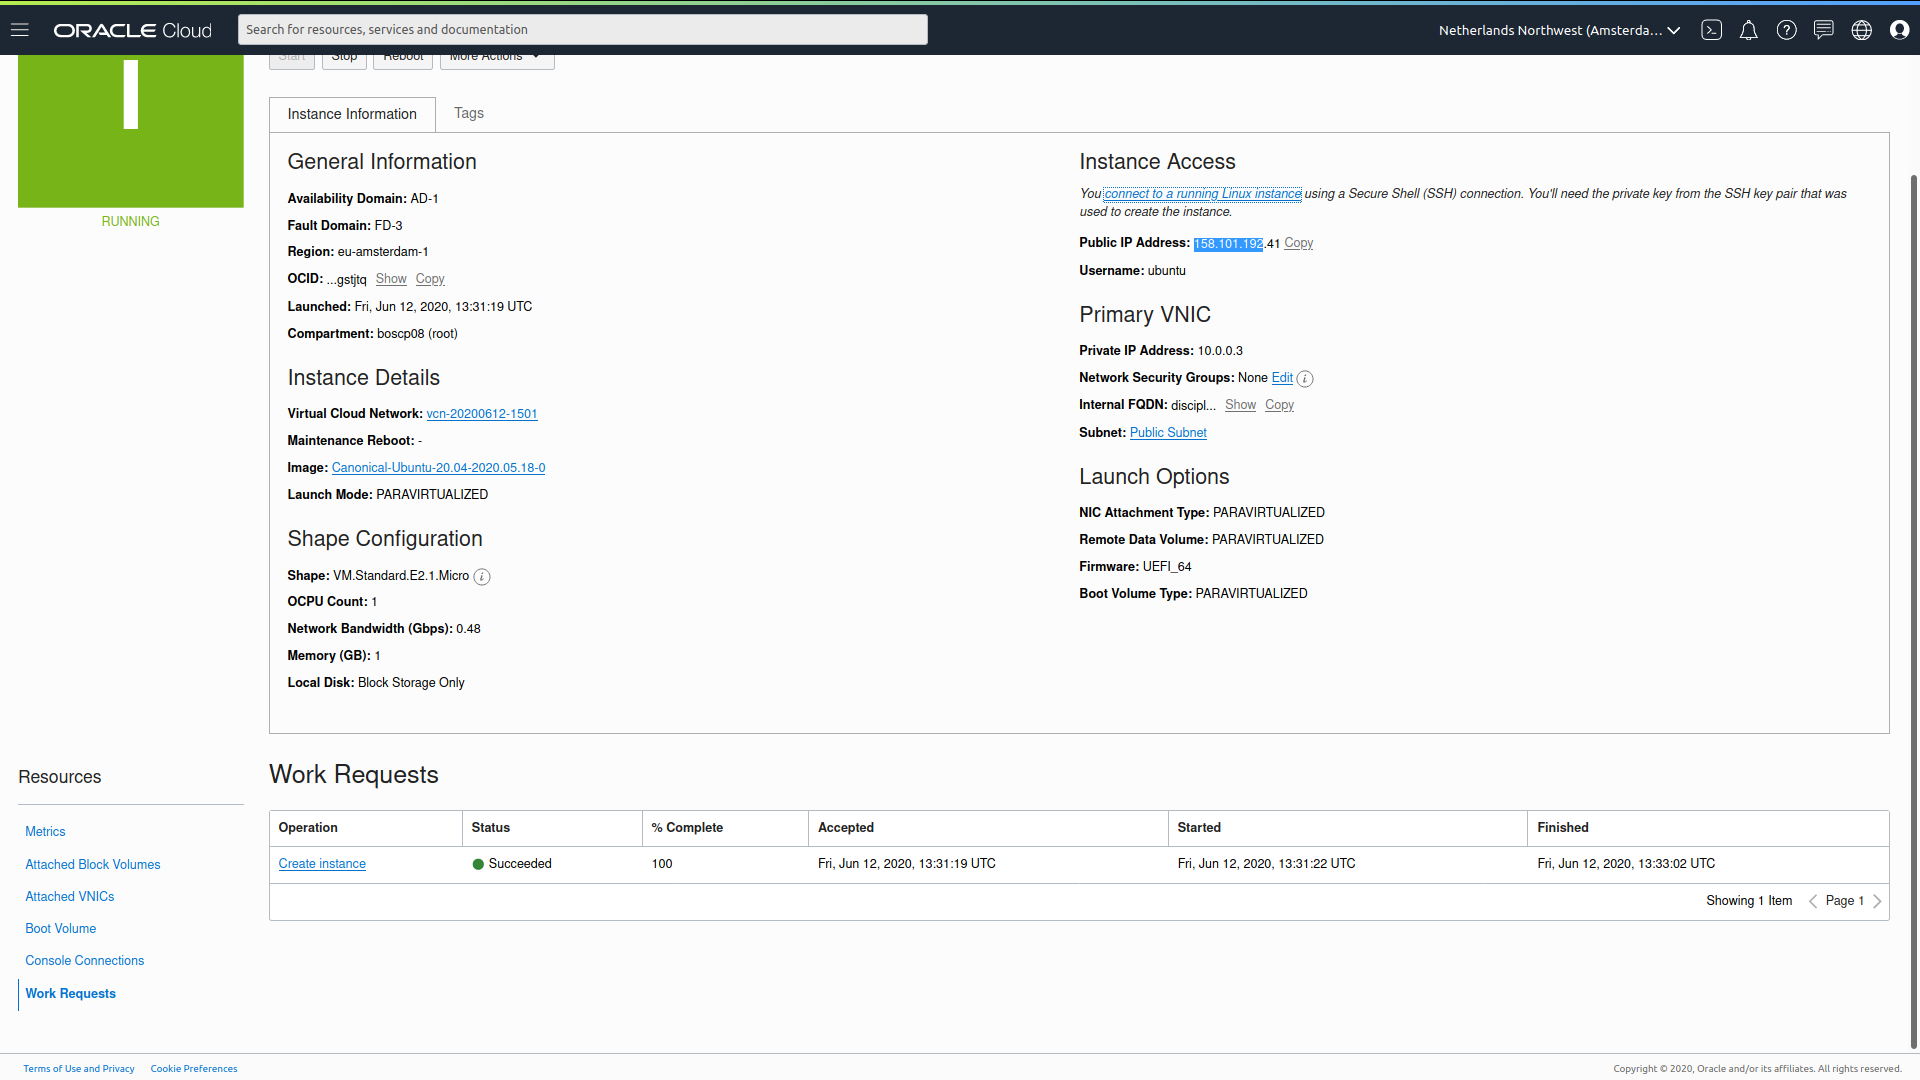 ORACLE Cloud
Search for resources, services and documentation
Netherlands Northwest (Amsterda...
Start Stop Reboot More Actions
RUNNING
Instance Information
Tags
General Information
Availability Domain: AD-1
Fault Domain: FD-3
Region: eu-amsterdam-1
OCID: ...gstjtq Show Copy
Launched: Fri, Jun 12, 2020, 13:31:19 UTC
Compartment: boscp08 (root)
Instance Details
Virtual Cloud Network: vcn-20200612-1501
Maintenance Reboot: -
Image: Canonical-Ubuntu-20.04-2020.05.18-0
Launch Mode: PARAVIRTUALIZED
Shape Configuration
Shape: VM.Standard.E2.1.Micro
OCPU Count: 1
Network Bandwidth (Gbps): 0.48
Memory (GB): 1
Local Disk: Block Storage Only
Instance Access
You connect to a running Linux instance using a Secure Shell (SSH) connection. You'll need the private key from the SSH key pair that was
used to create the instance.
Public IP Address: 158.101.192.41 Copy
Username: ubuntu
Primary VNIC
Private IP Address: 10.0.0.3
Network Security Groups: None Edit
Internal FQDN: discipl... Show Copy
Subnet: Public Subnet
Launch Options
NIC Attachment Type: PARAVIRTUALIZED
Remote Data Volume: PARAVIRTUALIZED
Firmware: UEFI_64
Boot Volume Type: PARAVIRTUALIZED
Resources
Metrics
Attached Block Volumes
Attached VNICs
Boot Volume
Console Connections
Work Requests
Work Requests
Operation Status % Complete Accepted Started Finished
Create instance Succeeded 100 Fri, Jun 12, 2020, 13:31:19 UTC Fri, Jun 12, 2020, 13:31:22 UTC Fri, Jun 12, 2020, 13:33:02 UTC
Showing 1 Item Page 1
Terms of Use and Privacy Cookie Preferences
Copyright © 2020, Oracle and/or its affiliates. All rights reserved.